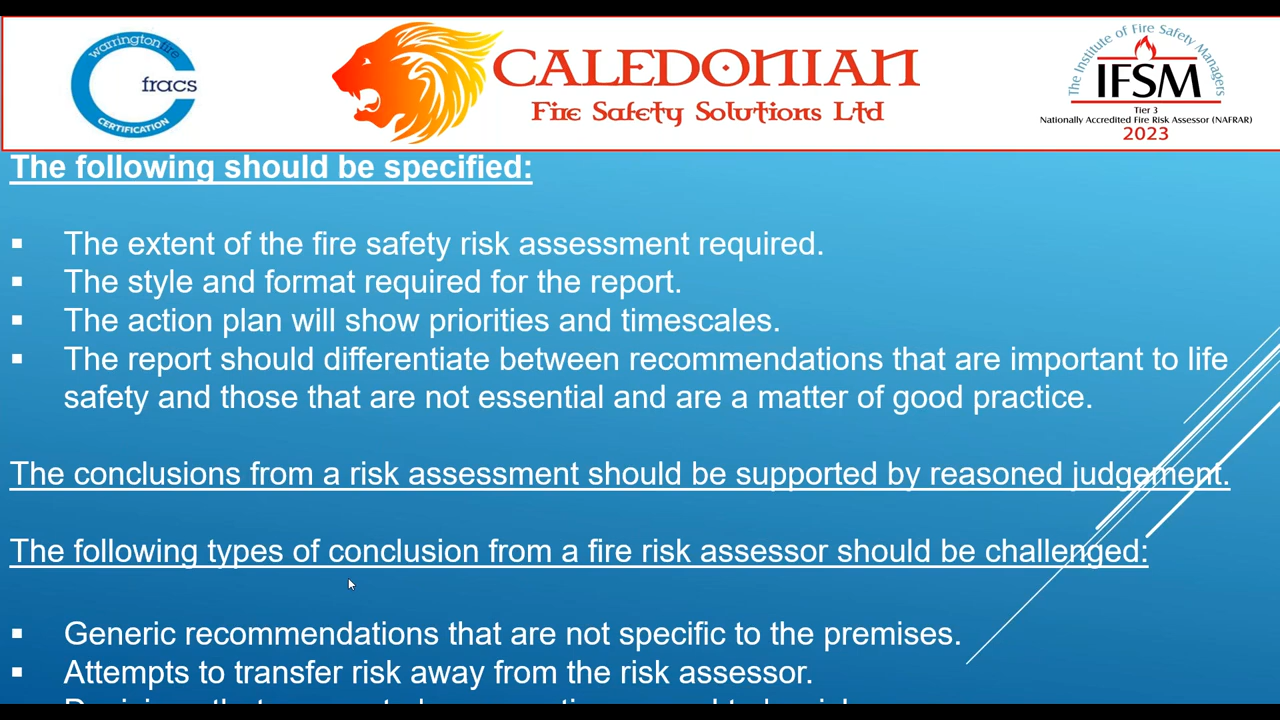 warringtonfire
fracs
CERTIFICATION
CALEDONIAN
Fire Safety Solutions Ltd
The Institute of Fire Safety Managers
IFSM
Tier 3
Nationally Accredited Fire Risk Assessor (NAFRAR)
2023
The following should be specified:
▪ The extent of the fire safety risk assessment required.
▪ The style and format required for the report.
▪ The action plan will show priorities and timescales.
▪ The report should differentiate between recommendations that are important to life
safety and those that are not essential and are a matter of good practice.
The conclusions from a risk assessment should be supported by reasoned judgement.
The following types of conclusion from a fire risk assessor should be challenged:
▪ Generic recommendations that are not specific to the premises.
▪ Attempts to transfer risk away from the risk assessor.